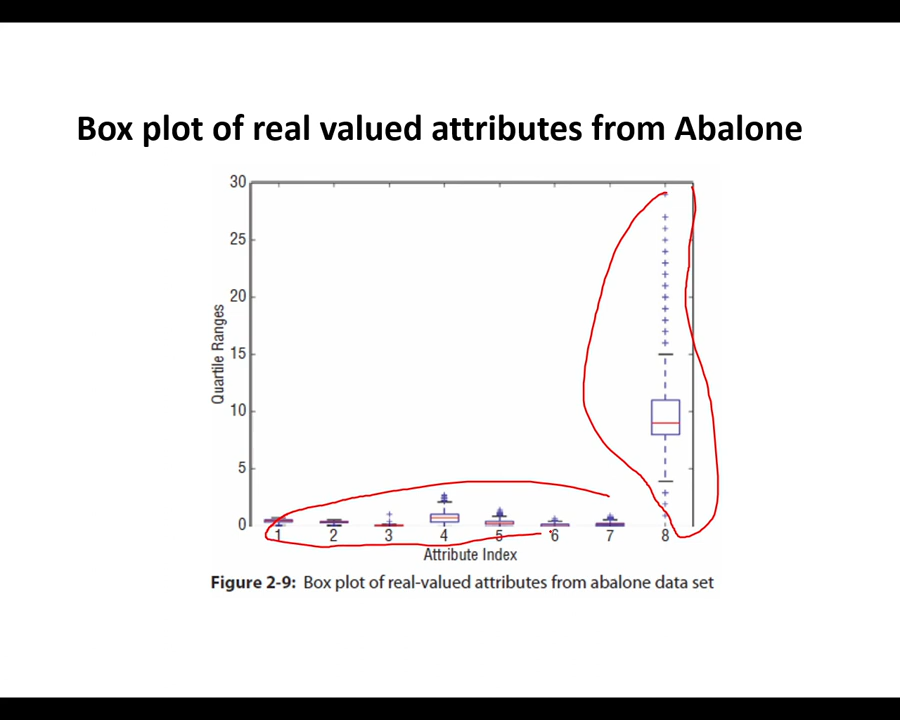 Box plot of real valued attributes from Abalone
30
25
20
15
10
5
0
Quartile Ranges
1 2 3 4 5 6 7 8
Attribute Index
Figure 2-9: Box plot of real-valued attributes from abalone data set